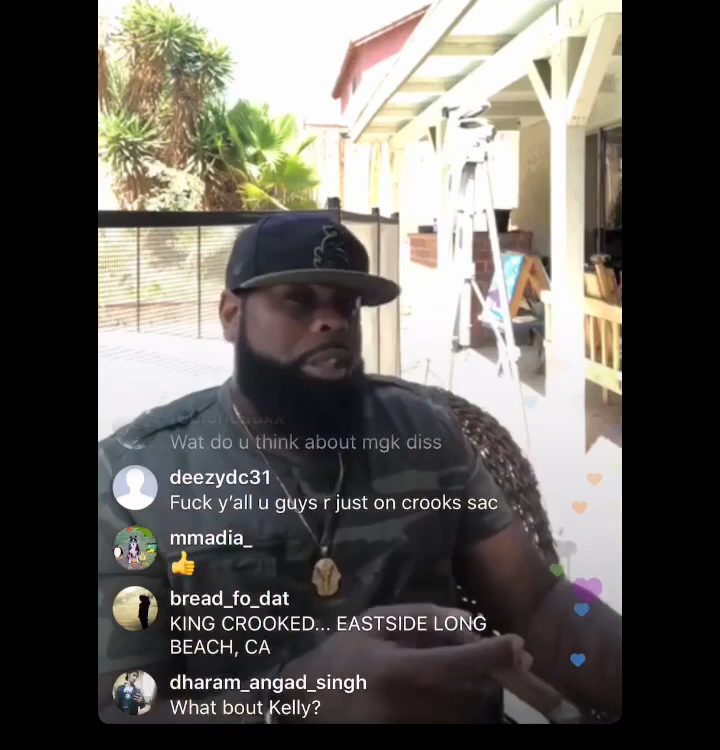 Wat do u think about mgk diss
deezydc31
Fuck y'all u guys r just on crooks sac
mmadia_
👍
bread_fo_dat
KING CROOKED... EASTSIDE LONG
BEACH, CA
dharam_angad_singh
What bout Kelly?